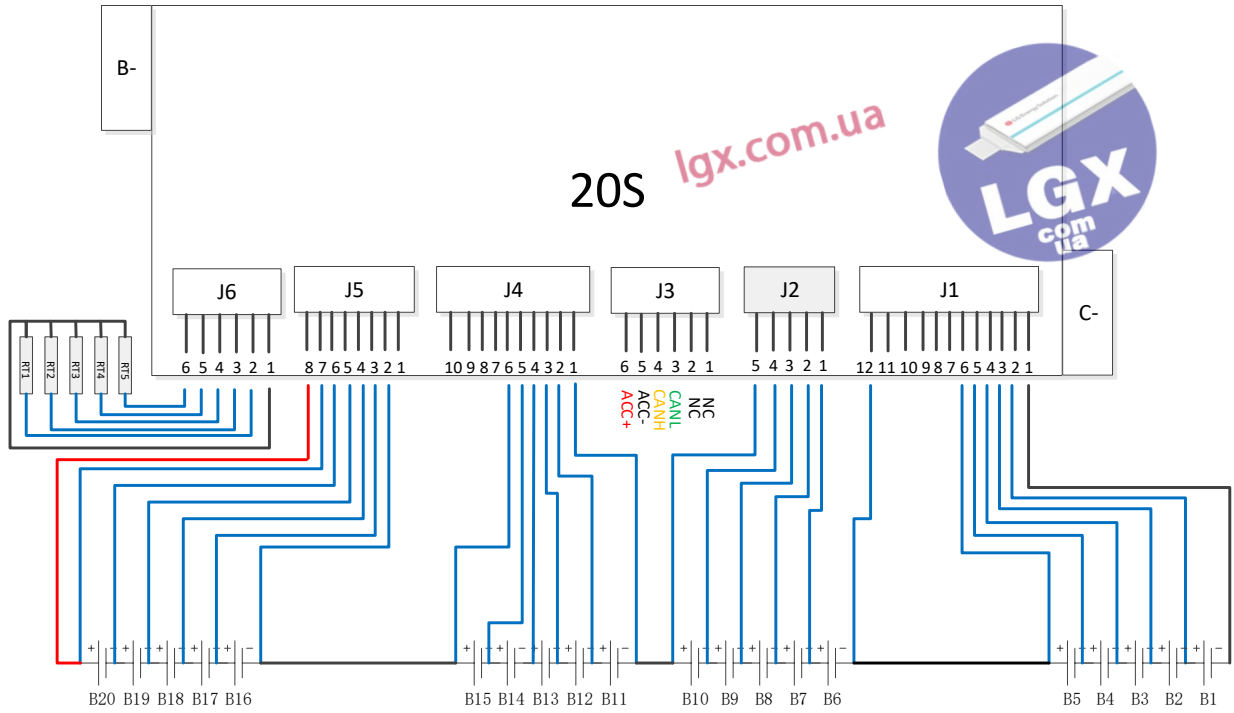 B-
lgx.com.ua
LG Energy Solution
LGX
com
ua
20S
C-
J6
J5
J4
J3
J2
J1
RT1
RT2
RT3
RT4
RT5
6 5 4 3 2 1
8 7 6 5 4 3 2 1
10 9 8 7 6 5 4 3 2 1
6 5 4 3 2 1
5 4 3 2 1
12 11 10 9 8 7 6 5 4 3 2 1
ACC+
ACC-
CANH
CANL
NC
NC
+ - + - + - + - + -
+ - + - + - + - + -
+ - + - + - + - + -
+ - + - + - + - + -
B20 B19 B18 B17 B16
B15 B14 B13 B12 B11
B10 B9 B8 B7 B6
B5 B4 B3 B2 B1